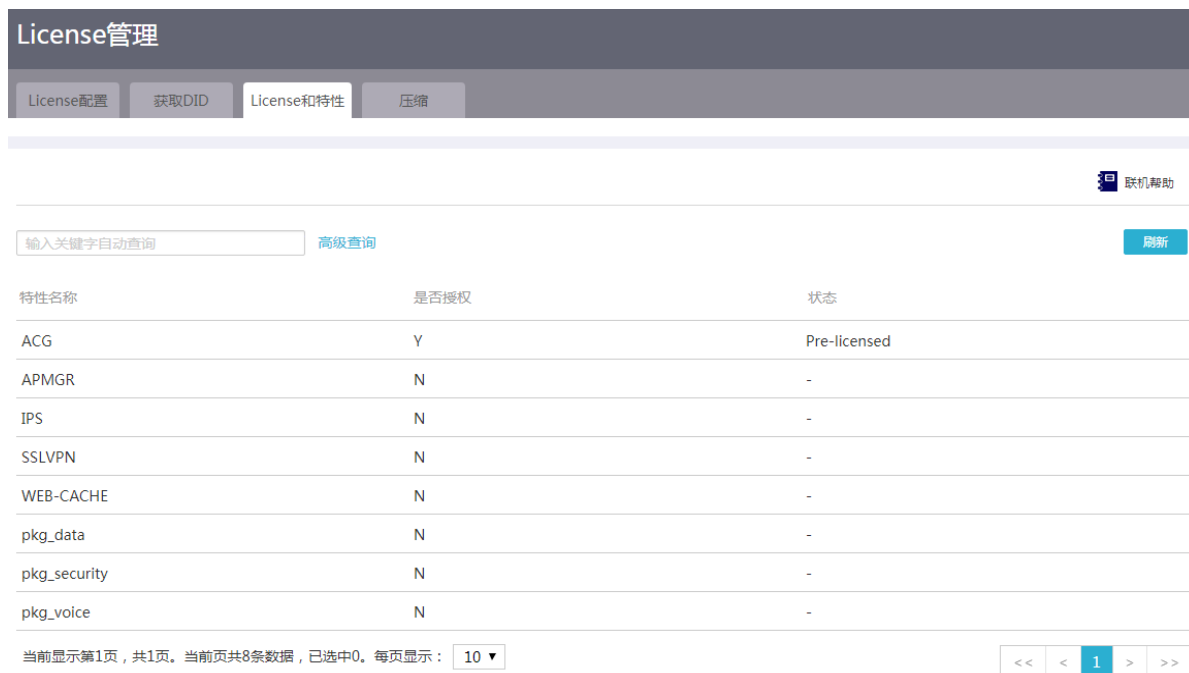 License管理
License配置 获取DID License和特性 压缩
联机帮助
输入关键字自动查询 高级查询 刷新
特性名称 是否授权 状态
ACG Y Pre-licensed
APMGR N -
IPS N -
SSLVPN N -
WEB-CACHE N -
pkg_data N -
pkg_security N -
pkg_voice N -
当前显示第1页，共1页。当前页共8条数据，已选中0。每页显示： 10 ▼ << < 1 > >>